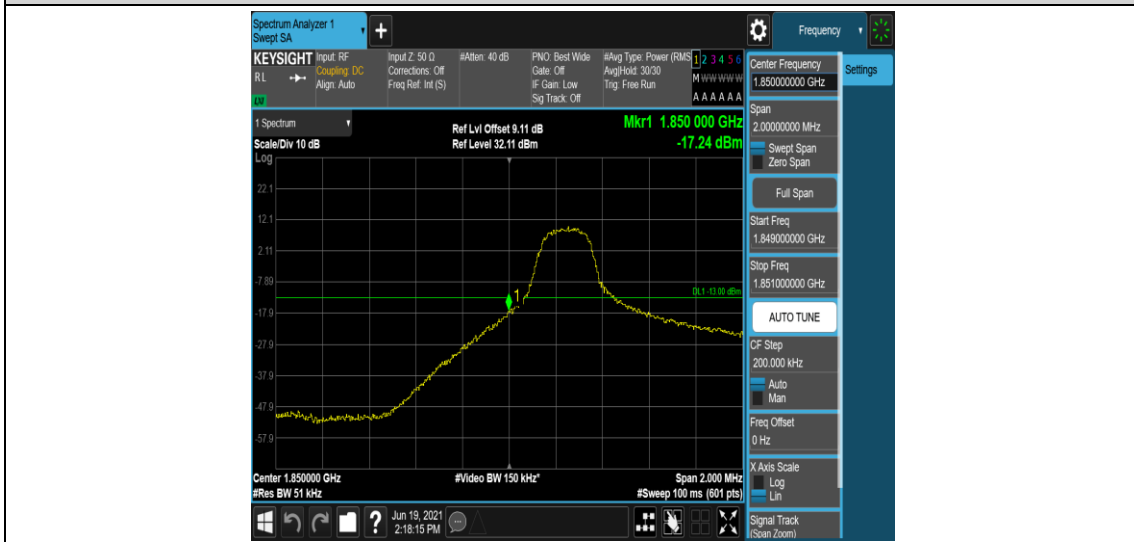 Spectrum Analyzer 1
Swept SA
+
Frequency
KEYSIGHT
RL
LXI
Input: RF
Coupling: DC
Align: Auto
Input Z: 50 Ω
Corrections: Off
Freq Ref: Int (S)
#Atten: 40 dB
PNO: Best Wide
Gate: Off
IF Gain: Low
Sig Track: Off
#Avg Type: Power (RMS
Avg|Hold: 30/30
Trig: Free Run
1 2 3 4 5 6
M W W W W W
A A A A A A
1 Spectrum
Scale/Div 10 dB
Log
Ref Lvl Offset 9.11 dB
Ref Level 32.11 dBm
Mkr1 1.850 000 GHz
-17.24 dBm
22.1
12.1
2.11
-7.89
-17.9
-27.9
-37.9
-47.9
-57.9
1
DL1 -13.00 dBm
Center 1.850000 GHz
#Res BW 51 kHz
#Video BW 150 kHz*
Span 2.000 MHz
#Sweep 100 ms (601 pts)
Center Frequency
1.850000000 GHz
Settings
Span
2.00000000 MHz
Swept Span
Zero Span
Full Span
Start Freq
1.849000000 GHz
Stop Freq
1.851000000 GHz
AUTO TUNE
CF Step
200.000 kHz
Auto
Man
Freq Offset
0 Hz
X Axis Scale
Log
Lin
Signal Track
(Span Zoom)
?
Jun 19, 2021
2:18:15 PM